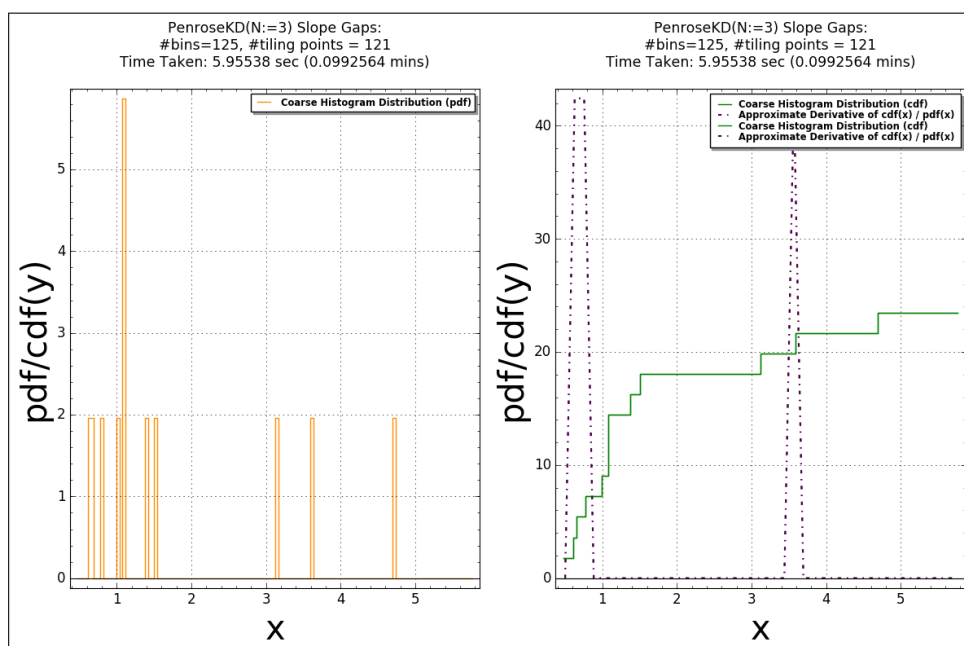 PenroseKD(N:=3) Slope Gaps:
#bins=125, #tiling points = 121
Time Taken: 5.95538 sec (0.0992564 mins)
Coarse Histogram Distribution (pdf)
pdf/cdf(y)
5
4
3
2
1
0
1
2
3
4
5
x
PenroseKD(N:=3) Slope Gaps:
#bins=125, #tiling points = 121
Time Taken: 5.95538 sec (0.0992564 mins)
Coarse Histogram Distribution (cdf)
Approximate Derivative of cdf(x) / pdf(x)
Coarse Histogram Distribution (cdf)
Approximate Derivative of cdf(x) / pdf(x)
pdf/cdf(y)
40
30
20
10
0
1
2
3
4
5
x